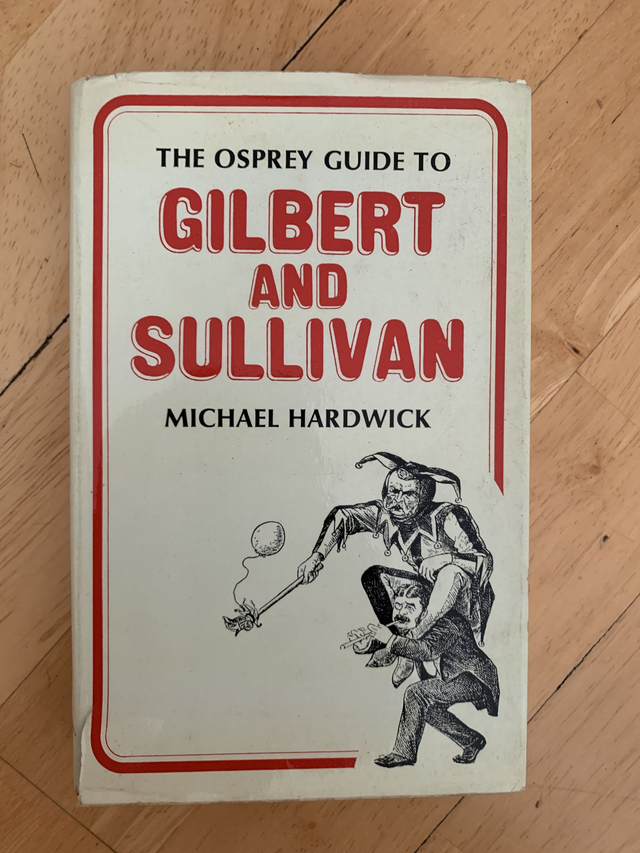 THE OSPREY GUIDE TO
GILBERT
AND
SULLIVAN
MICHAEL HARDWICK